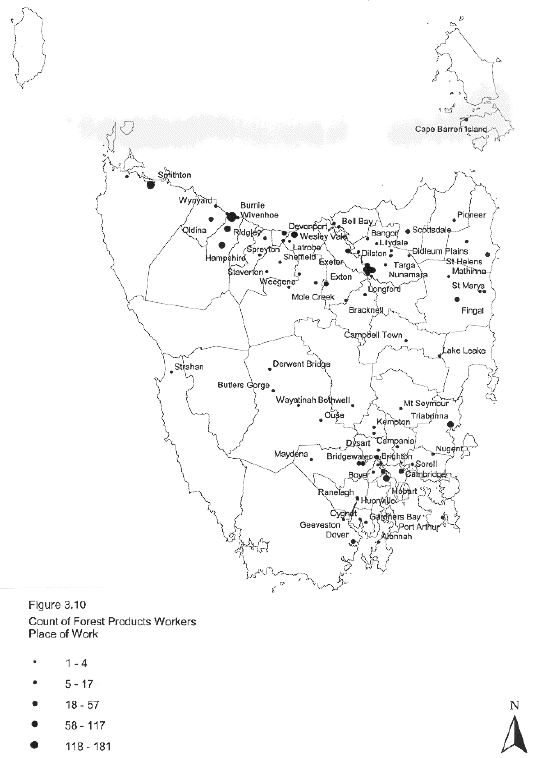 Cape Barren Island
Smithton
Wynyard
Burnie
Wivenhoe
Oldina
Ridgley
Hampshire
Devonport
Wesley Vale
Spreyton
Latrobe
Sheffield
Staverton
Weegena
Mole Creek
Bell Bay
Exeter
Exton
Bangor
Lilydale
Dilston
Scottsdale
Pioneer
Didleum Plains
Targa
Nunamara
St Helens
Mathinna
St Marys
Fingal
Longford
Bracknell
Campbell Town
Lake Leake
Strahan
Derwent Bridge
Butlers Gorge
Wayatinah
Bothwell
Ouse
Mt Seymour
Triabunna
Kempton
Dysart
Campania
Nugent
Maydena
Bridgewater
Brighton
Sorell
Cambridge
Boyer
Hobart
Ranelagh
Huonville
Cygnet
Gardners Bay
Geeveston
Port Arthur
Dover
Alonnah
Figure 3.10
Count of Forest Products Workers
Place of Work
1 - 4
5 - 17
18 - 57
58 - 117
118 - 181
N